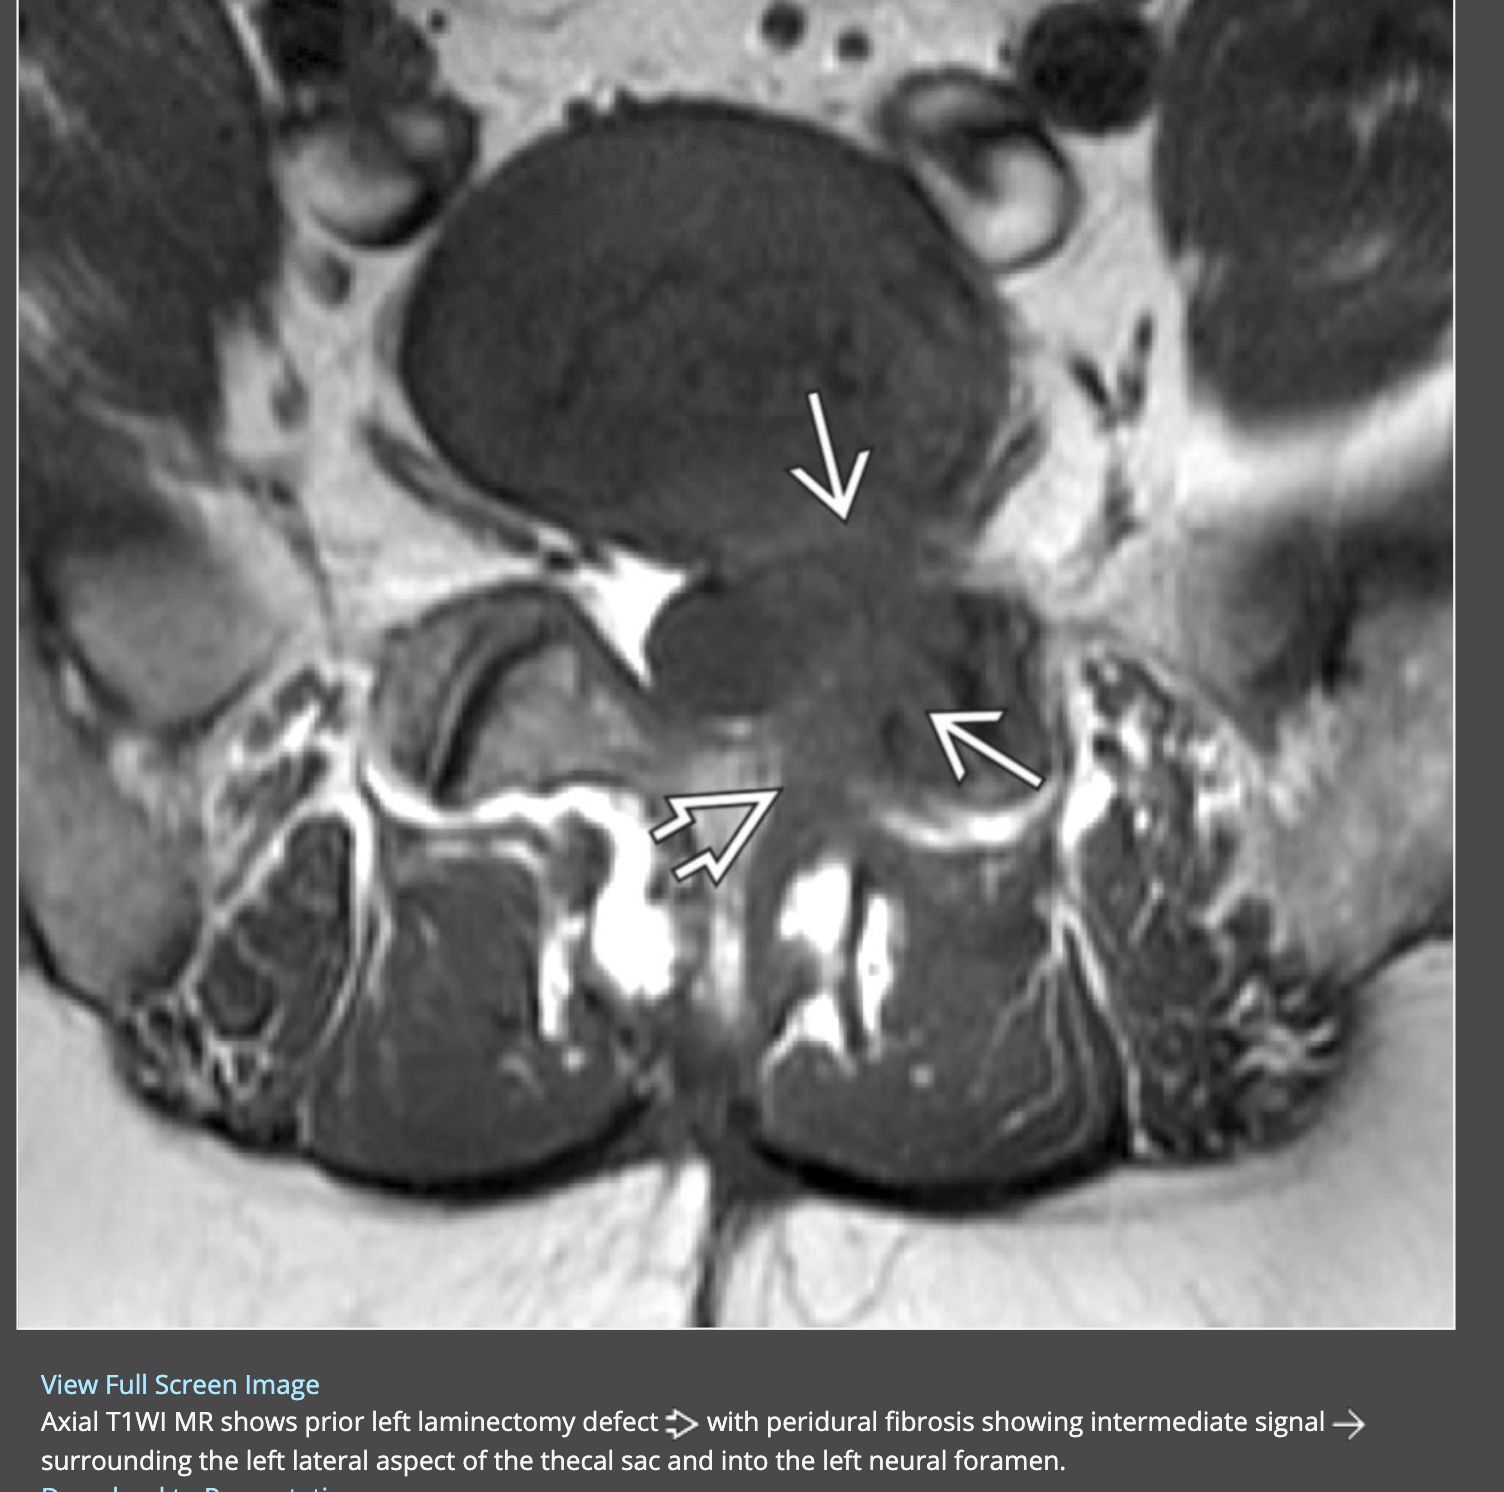 View Full Screen Image
Axial T1WI MR shows prior left laminectomy defect with peridural fibrosis showing intermediate signal
surrounding the left lateral aspect of the thecal sac and into the left neural foramen.